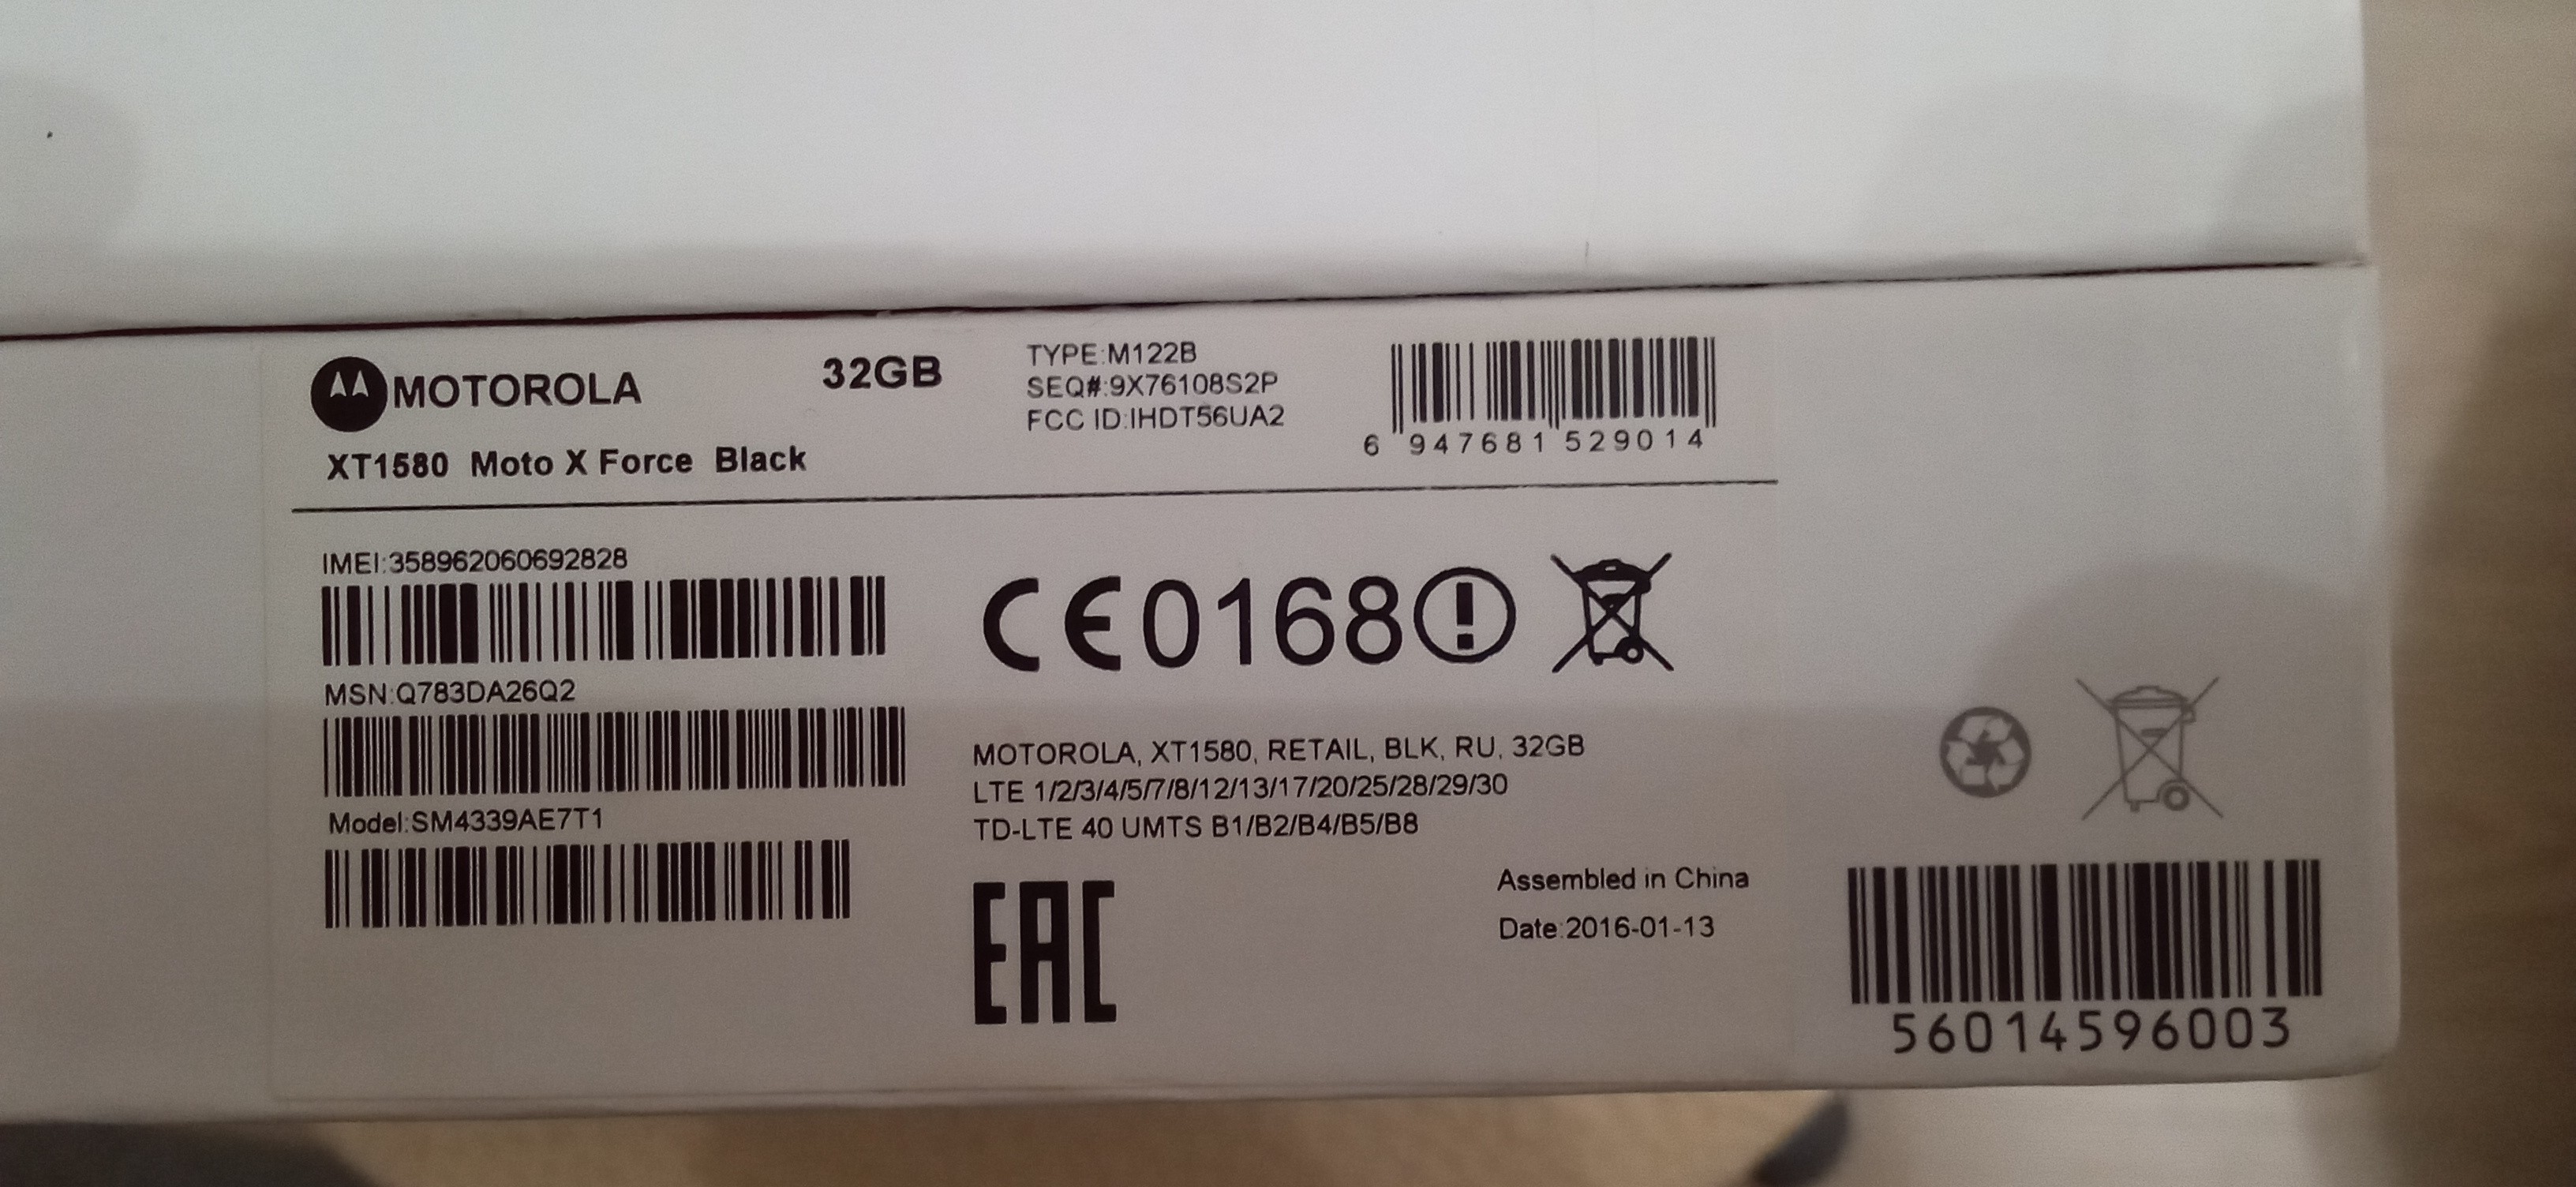 MOTOROLA
32GB
XT1580 Moto X Force Black
TYPE:M122B
SEQ#:9X76108S2P
FCC ID:IHDT56UA2
6 947681 529014
IMEI:358962060692828
MSN:Q783DA26Q2
Model:SM4339AE7T1
CE0168
MOTOROLA, XT1580, RETAIL, BLK, RU, 32GB
LTE 1/2/3/4/5/7/8/12/13/17/20/25/28/29/30
TD-LTE 40 UMTS B1/B2/B4/B5/B8
EAC
Assembled in China
Date:2016-01-13
56014596003